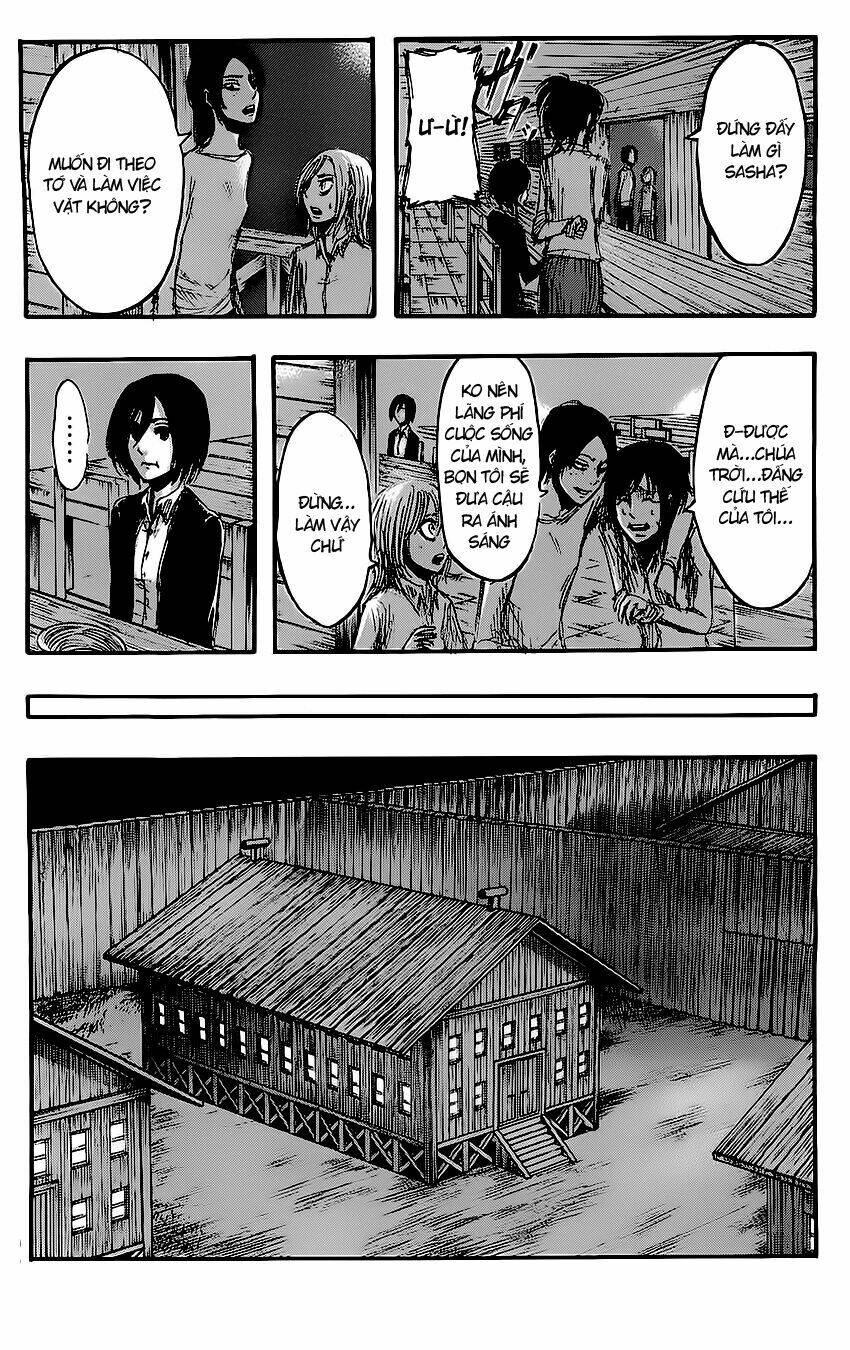 ĐỨNG ĐẤY
LÀM GÌ
SASHA?
Ư-Ừ!
MUỐN ĐI THEO
TỚ VÀ LÀM VIỆC
VẶT KHÔNG?
Đ-ĐƯỢC
MÀ...CHÚA
TRỜI...ĐẤNG
CỨU THẾ
CỦA TÔI...
KO NÊN
LÃNG PHÍ
CUỘC SỐNG
CỦA MÌNH,
BỌN TÔI SẼ
ĐƯA CẬU
RA ÁNH
SÁNG
ĐỪNG...
LÀM VẬY
CHỨ
.....